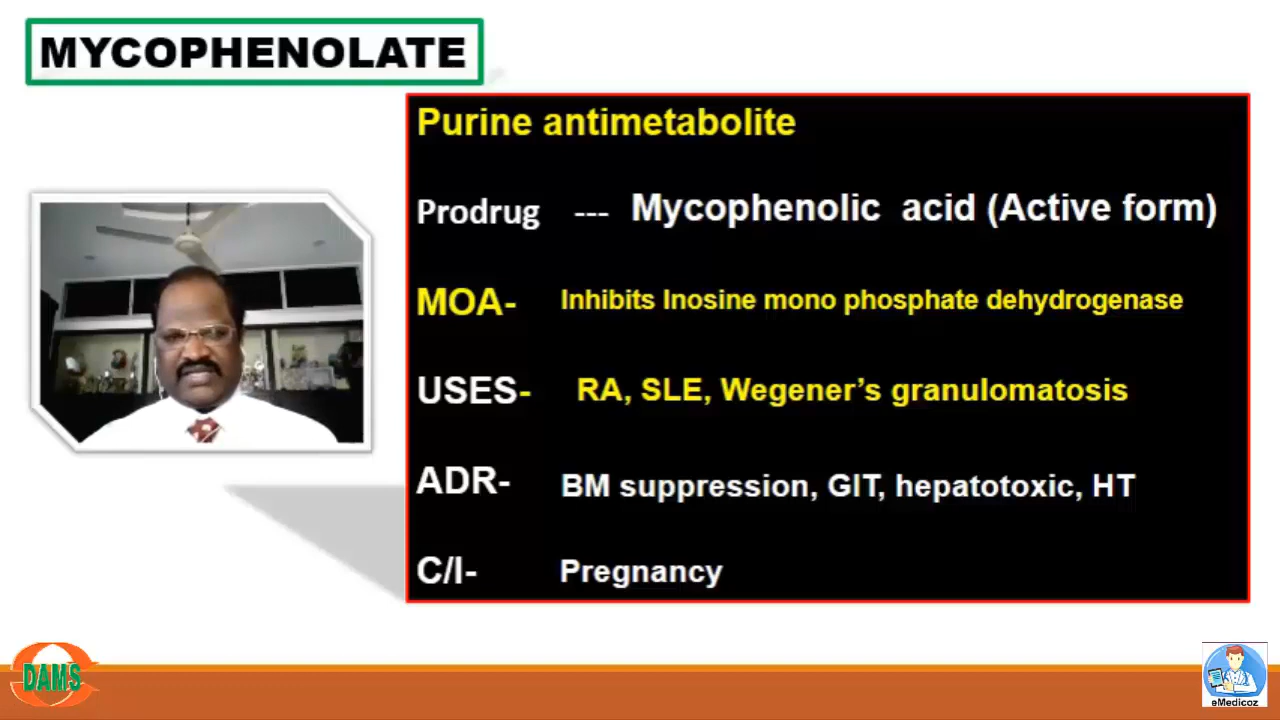 MYCOPHENOLATE
Purine antimetabolite
Prodrug --- Mycophenolic acid (Active form)
MOA- Inhibits Inosine mono phosphate dehydrogenase
USES- RA, SLE, Wegener's granulomatosis
ADR- BM suppression, GIT, hepatotoxic, HT
C/I- Pregnancy
DAMS
eMedicoz